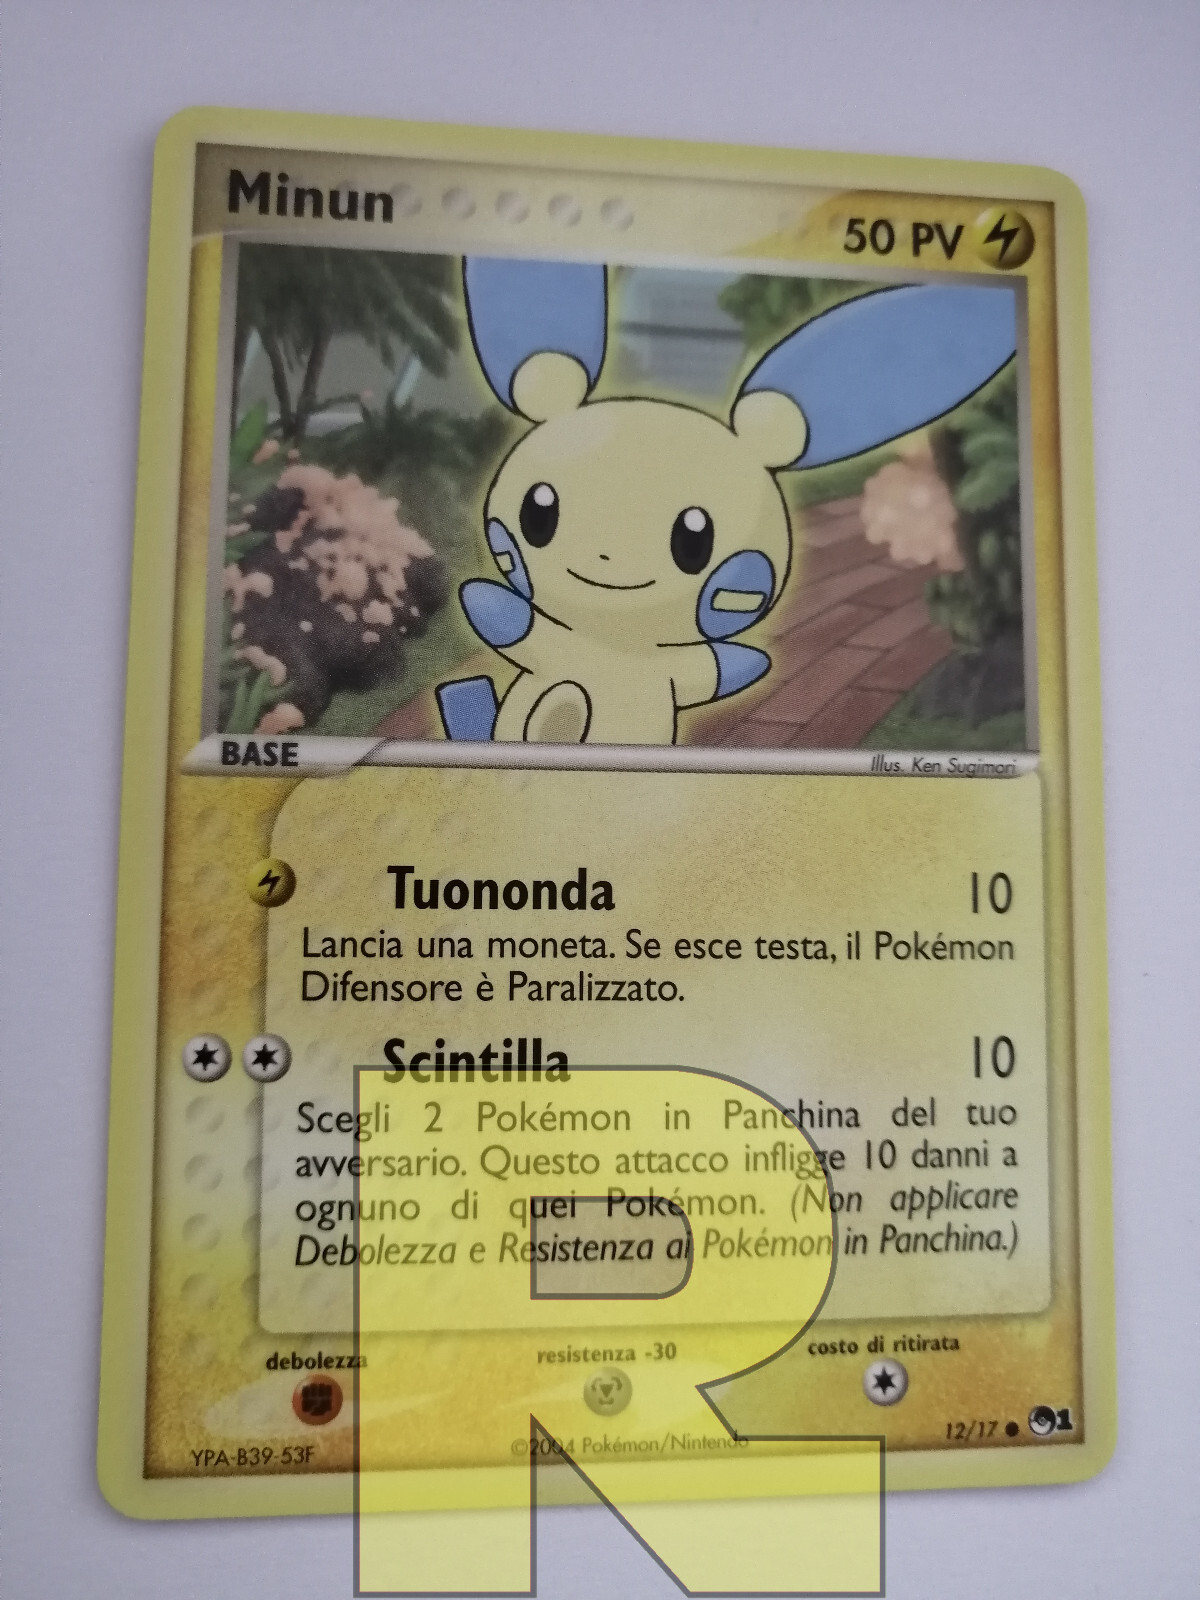 Minun
50 PV
BASE
Illus. Ken Sugimori
Tuononda 10
Lancia una moneta. Se esce testa, il Pokémon
Difensore è Paralizzato.
Scintilla 10
Scegli 2 Pokémon in Panchina del tuo
avversario. Questo attacco infligge 10 danni a
ognuno di quei Pokémon. (Non applicare
Debolezza e Resistenza ai Pokémon in Panchina.)
debolezza resistenza -30 costo di ritirata
YPA-B39-53F ©2004 Pokémon/Nintendo 12/17 ● 1
R